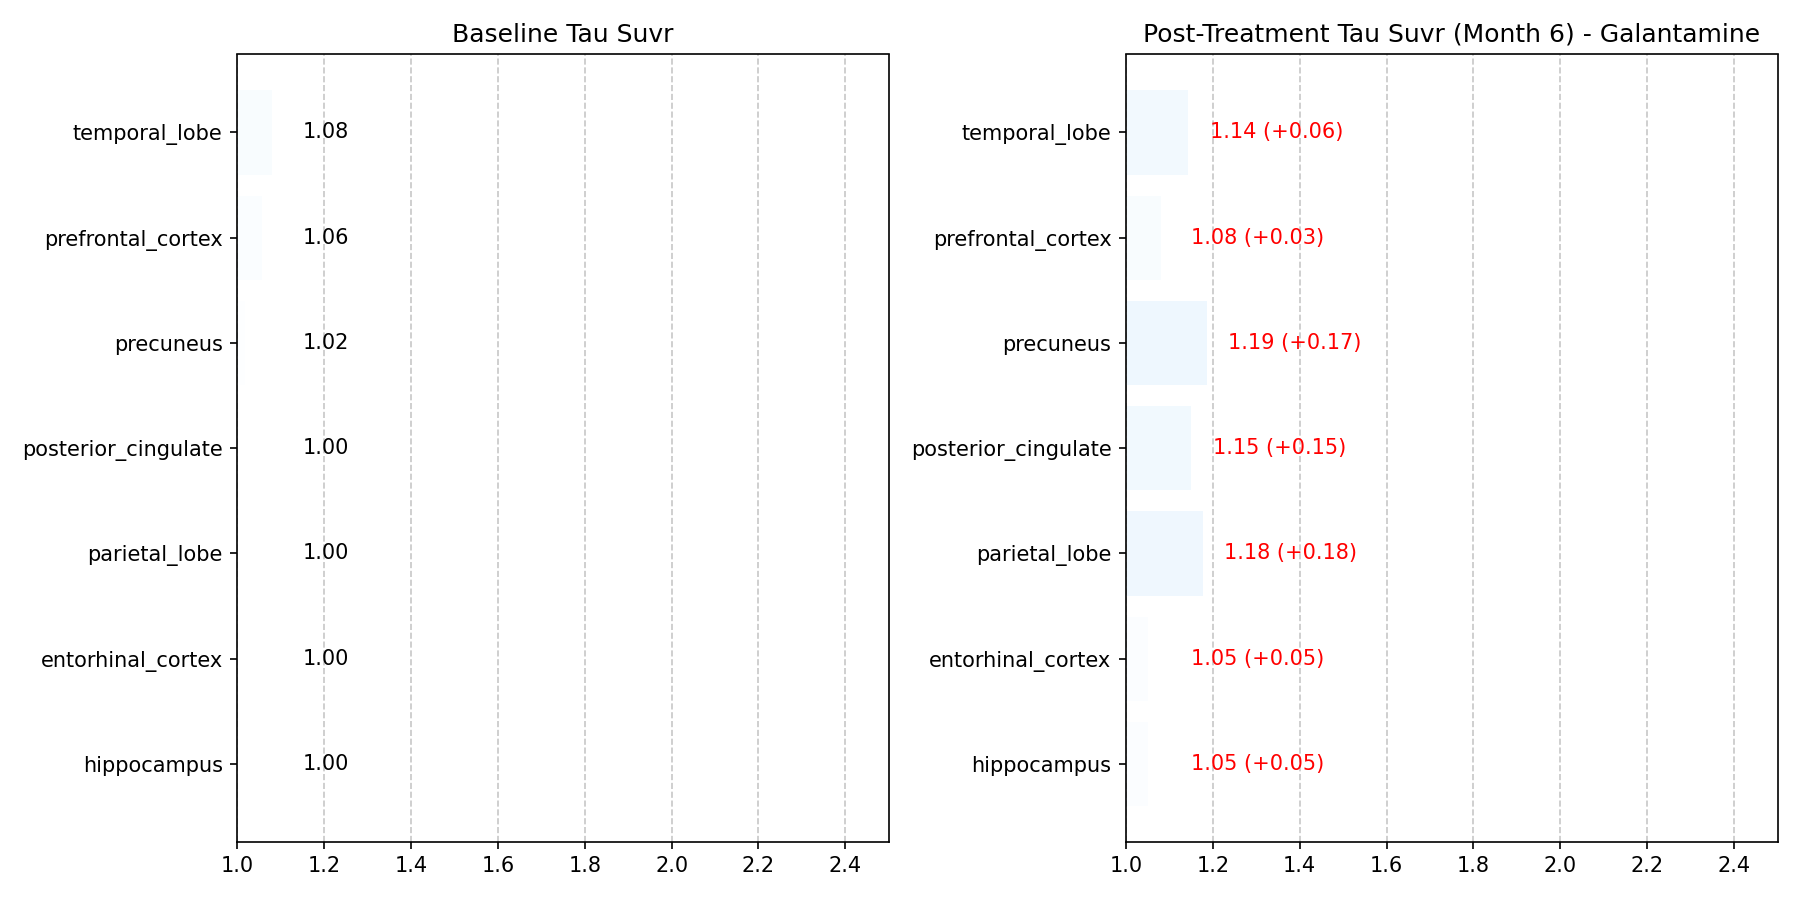 Baseline Tau Suvr
temporal_lobe 1.08
prefrontal_cortex 1.06
precuneus 1.02
posterior_cingulate 1.00
parietal_lobe 1.00
entorhinal_cortex 1.00
hippocampus 1.00
1.0 1.2 1.4 1.6 1.8 2.0 2.2 2.4
Post-Treatment Tau Suvr (Month 6) - Galantamine
temporal_lobe 1.14 (+0.06)
prefrontal_cortex 1.08 (+0.03)
precuneus 1.19 (+0.17)
posterior_cingulate 1.15 (+0.15)
parietal_lobe 1.18 (+0.18)
entorhinal_cortex 1.05 (+0.05)
hippocampus 1.05 (+0.05)
1.0 1.2 1.4 1.6 1.8 2.0 2.2 2.4